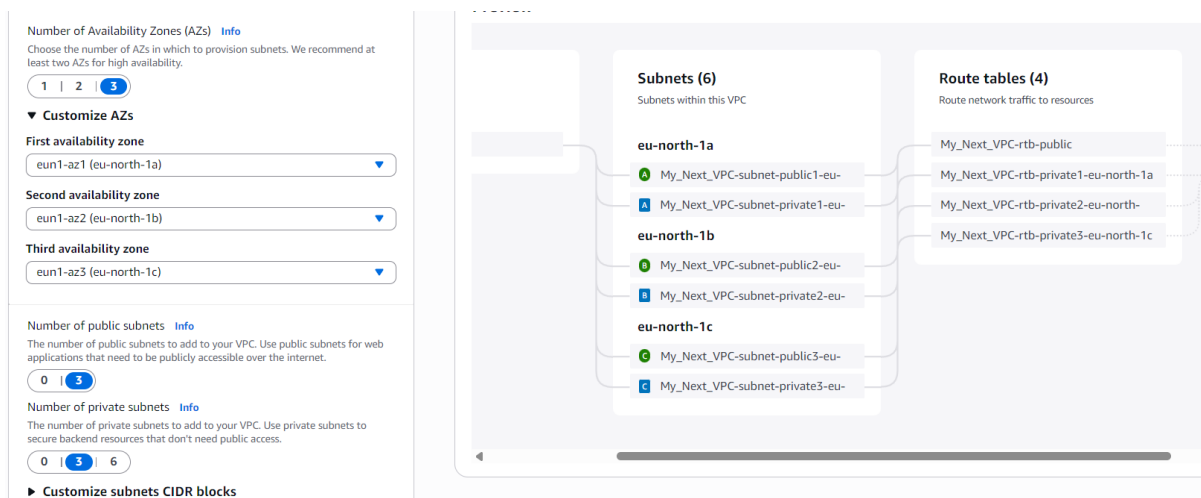 Number of Availability Zones (AZs) Info
Choose the number of AZs in which to provision subnets. We recommend at
least two AZs for high availability.
1 | 2 | 3
Customize AZs
First availability zone
eun1-az1 (eu-north-1a)
Second availability zone
eun1-az2 (eu-north-1b)
Third availability zone
eun1-az3 (eu-north-1c)
Number of public subnets Info
The number of public subnets to add to your VPC. Use public subnets for web
applications that need to be publicly accessible over the internet.
0 | 3
Number of private subnets Info
The number of private subnets to add to your VPC. Use private subnets to
secure backend resources that don't need public access.
0 | 3 | 6
Customize subnets CIDR blocks
Subnets (6)
Subnets within this VPC
eu-north-1a
A My_Next_VPC-subnet-public1-eu-
A My_Next_VPC-subnet-private1-eu-
eu-north-1b
B My_Next_VPC-subnet-public2-eu-
B My_Next_VPC-subnet-private2-eu-
eu-north-1c
C My_Next_VPC-subnet-public3-eu-
C My_Next_VPC-subnet-private3-eu-
Route tables (4)
Route network traffic to resources
My_Next_VPC-rtb-public
My_Next_VPC-rtb-private1-eu-north-1a
My_Next_VPC-rtb-private2-eu-north-
My_Next_VPC-rtb-private3-eu-north-1c